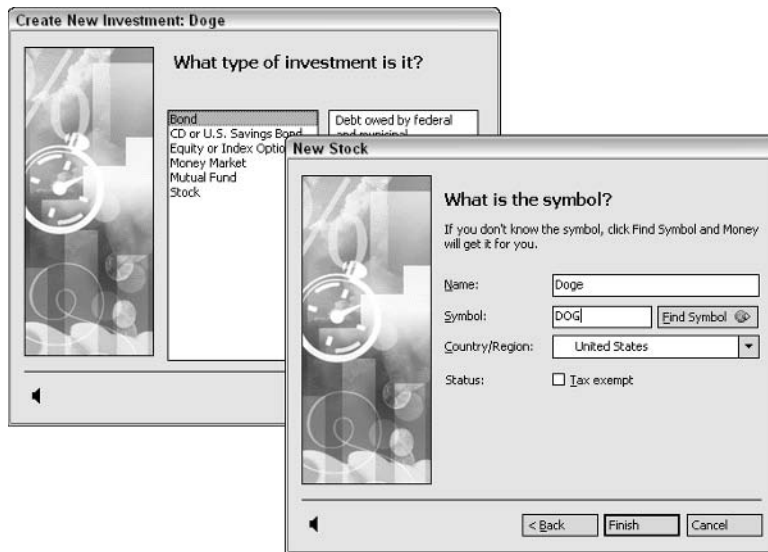 Create New Investment: Doge
What type of investment is it?
Bond
CD or U.S. Savings Bond
Equity or Index Optio
Money Market
Mutual Fund
Stock
Debt owed by federal
and municipal
New Stock
What is the symbol?
If you don't know the symbol, click Find Symbol and Money
will get it for you.
Name: Doge
Symbol: DOG Find Symbol
Country/Region: United States
Status: Tax exempt
< Back Finish Cancel